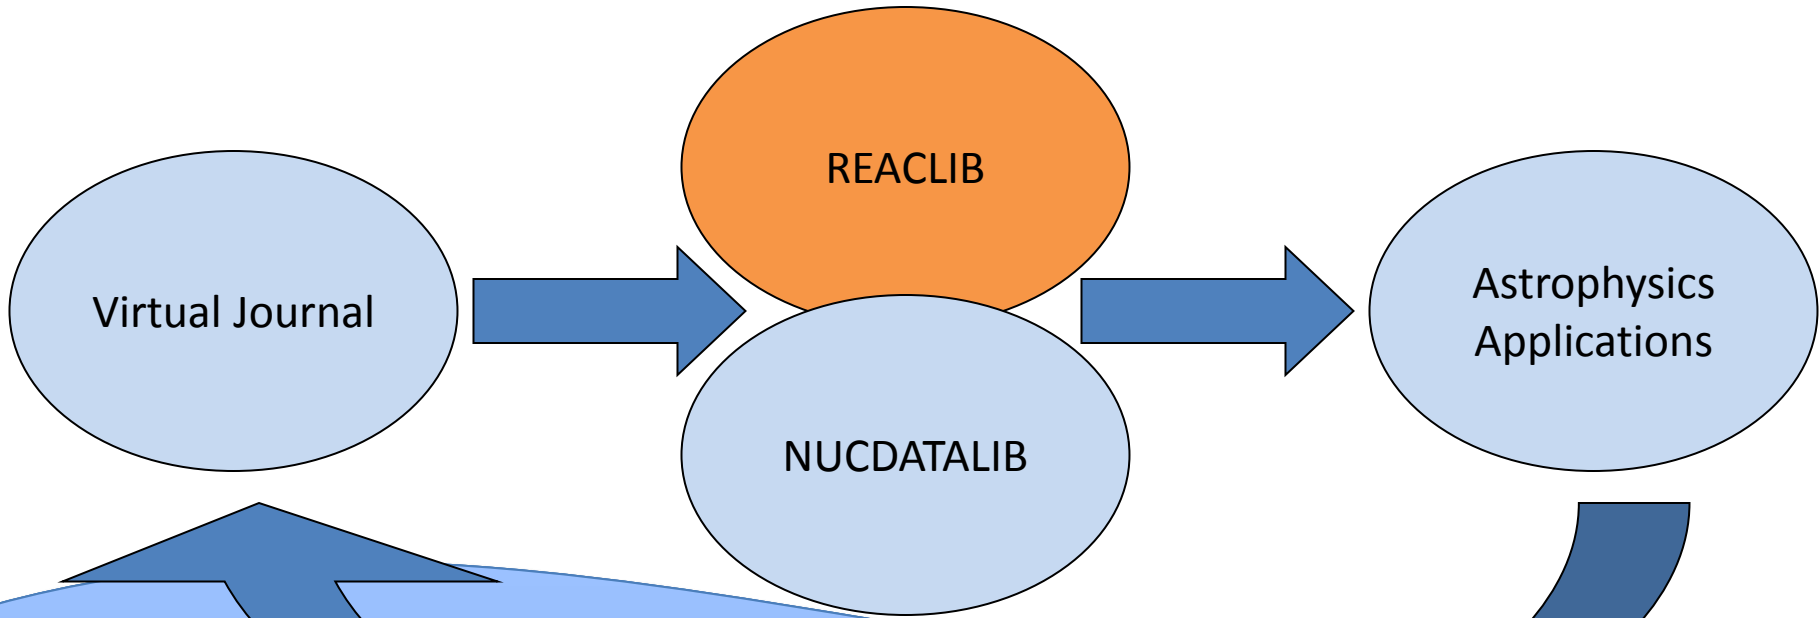 REACLIB
Virtual Journal
Astrophysics
Applications
NUCDATALIB